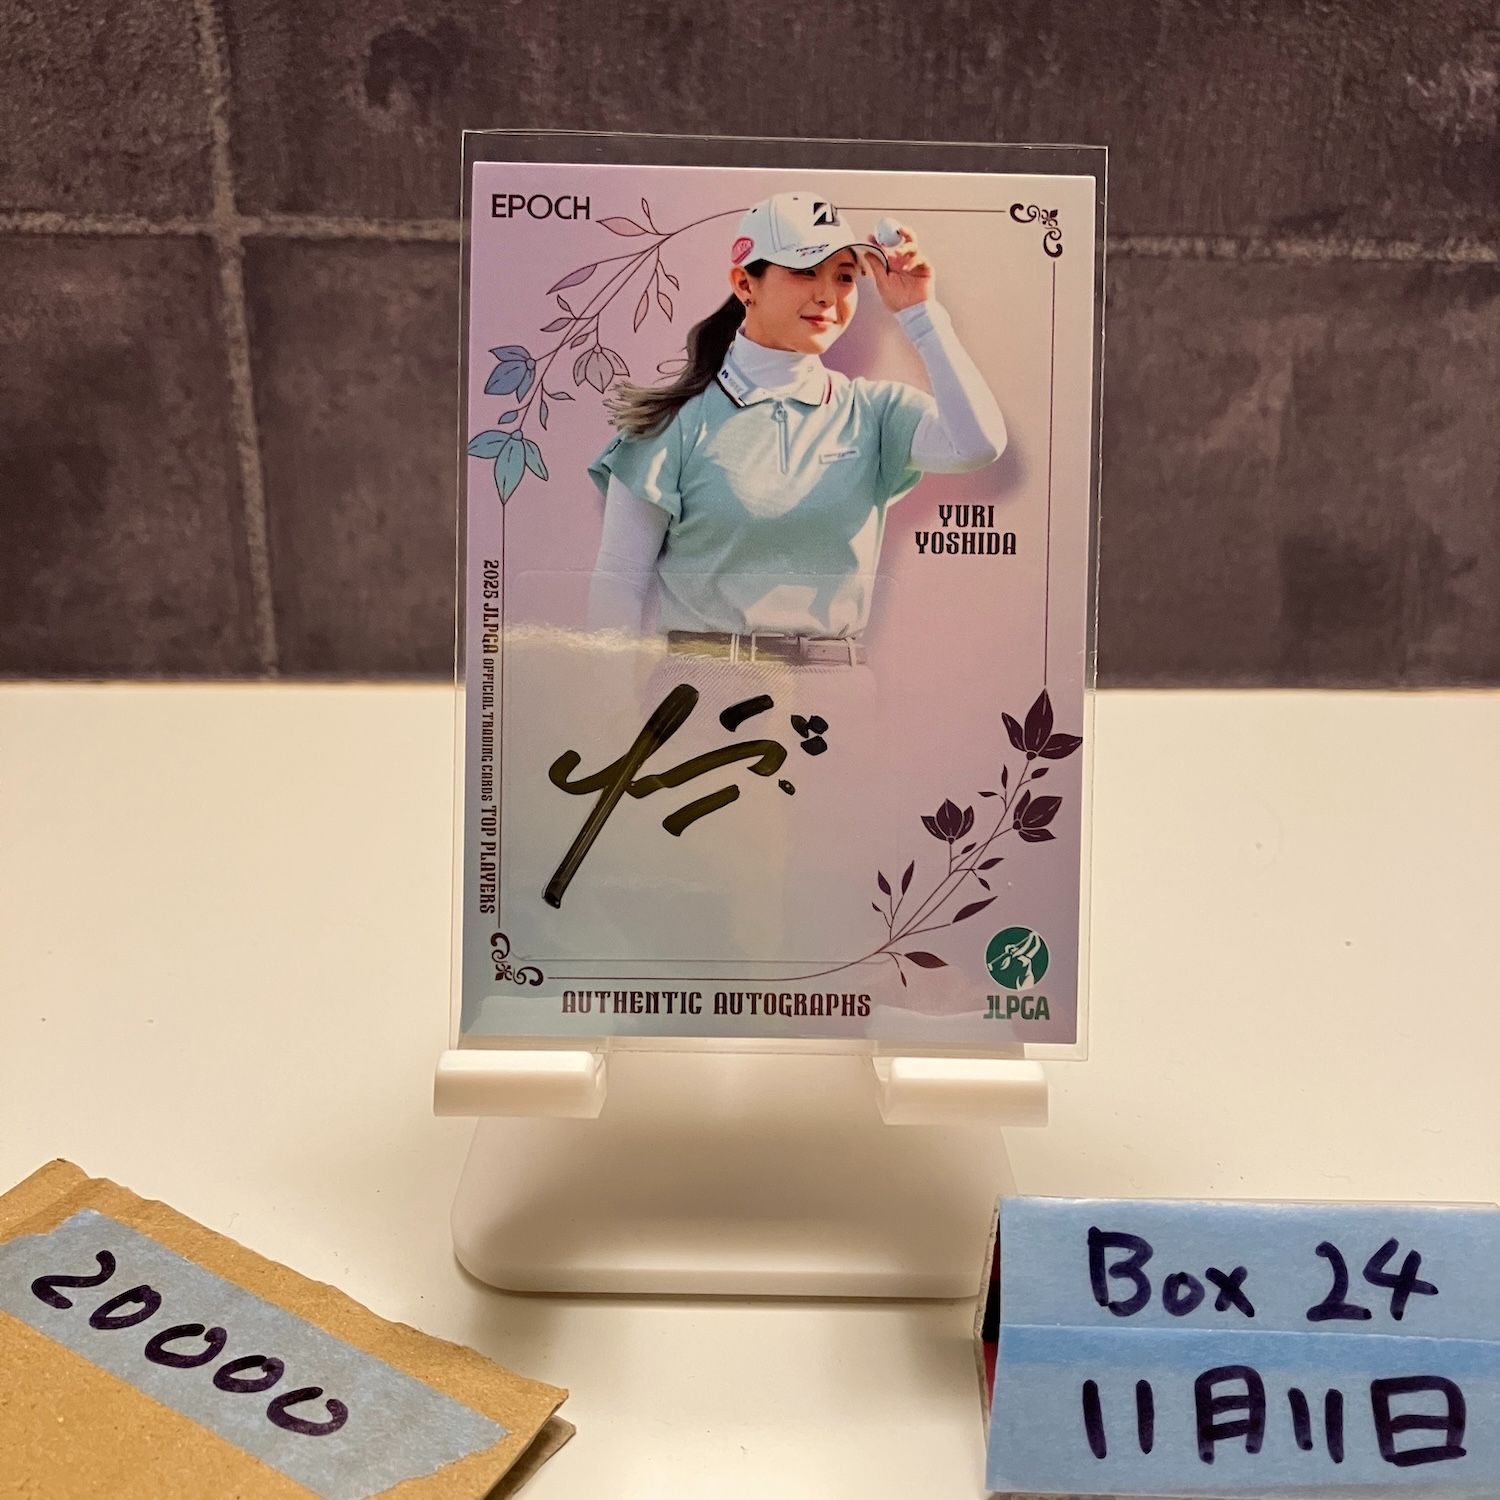 EPOCH
YURI
YOSHIDA
2025 JLPGA OFFICIAL TRADING CARDS TOP PLAYERS
AUTHENTIC AUTOGRAPHS
JLPGA
20000
Box 24
11月11日